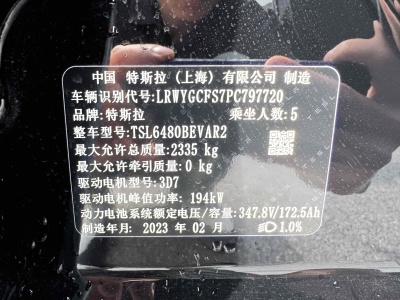 中国 特斯拉 (上海) 有限公司 制造
车辆识别代号:LRWYGCFS7PC797720
品牌:特斯拉 乘坐人数:5
整车型号:TSL6480BEVAR2
最大允许总质量:2335 kg
最大允许牵引质量:0 kg
驱动电机型号:3D7
驱动电机峰值功率: 194kW
动力电池系统额定电压/容量:347.8V/172.5Ah
制造年月: 2023 年 02 月 1.0%